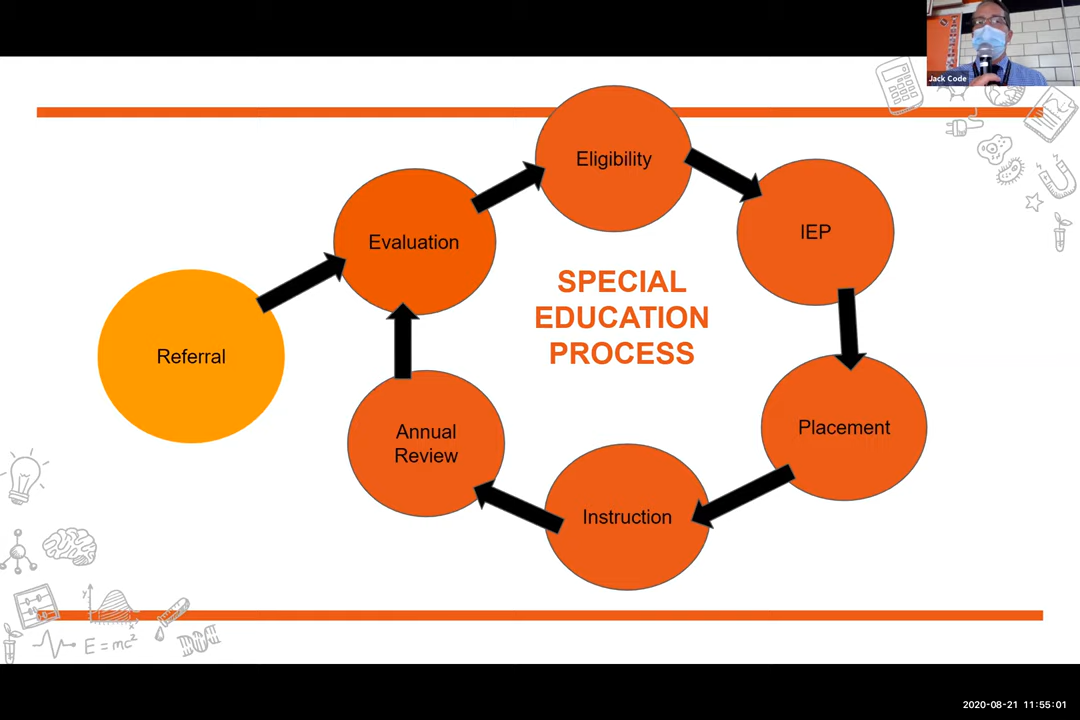 Jack Code
Eligibility
Evaluation
IEP
SPECIAL
EDUCATION
PROCESS
Referral
Annual
Review
Placement
Instruction
y
x
E=mc²
2020-08-21 11:55:01